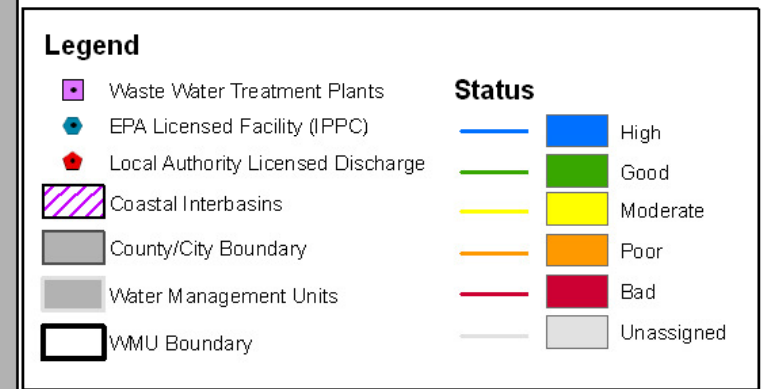 Legend
Waste Water Treatment Plants
EPA Licensed Facility (IPPC)
Local Authority Licensed Discharge
Coastal Interbasins
County/City Boundary
Water Management Units
WMU Boundary
Status
High
Good
Moderate
Poor
Bad
Unassigned